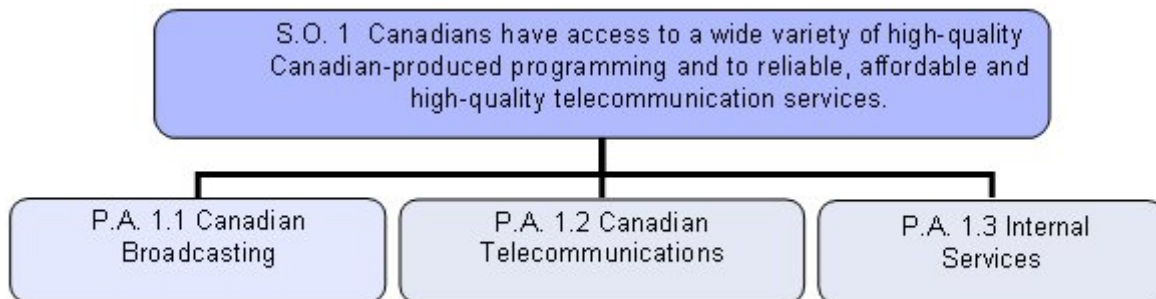 S.O. 1 Canadians have access to a wide variety of high-quality
Canadian-produced programming and to reliable, affordable and
high-quality telecommunication services.
P.A. 1.1 Canadian
Broadcasting
P.A. 1.2 Canadian
Telecommunications
P.A. 1.3 Internal
Services